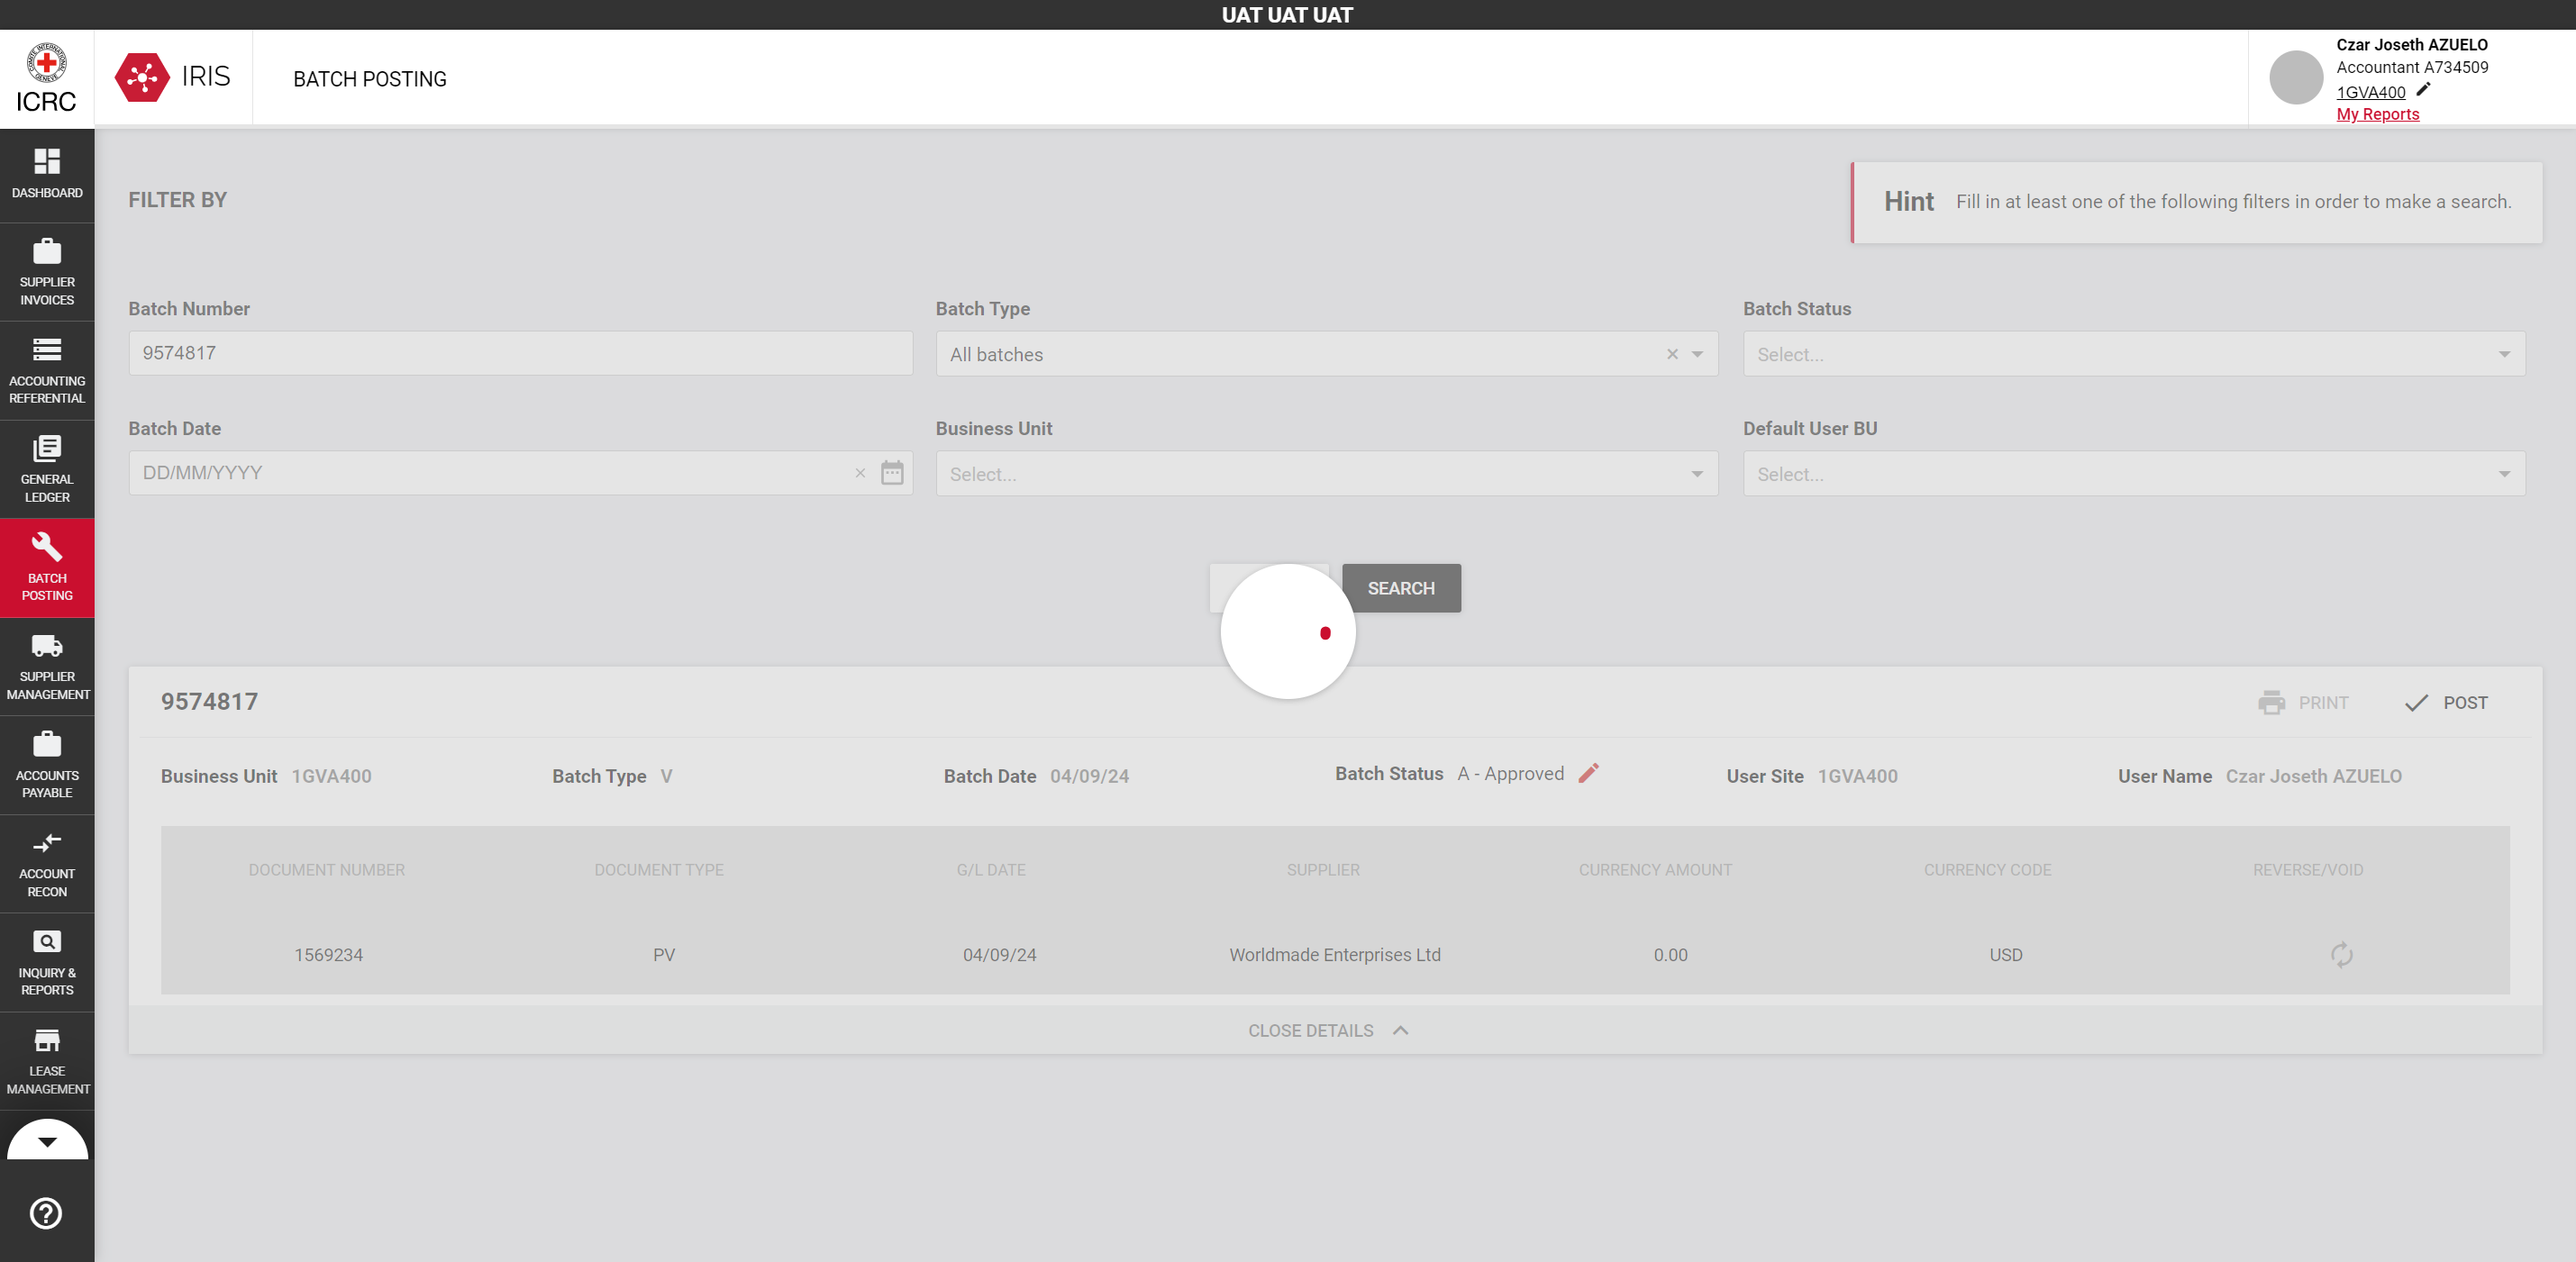 UAT UAT UAT
ICRC
IRIS
BATCH POSTING
Czar Joseth AZUELO
Accountant A734509
1GVA400
My Reports
DASHBOARD
SUPPLIER
INVOICES
ACCOUNTING
REFERENTIAL
GENERAL
LEDGER
BATCH
POSTING
SUPPLIER
MANAGEMENT
ACCOUNTS
PAYABLE
ACCOUNT
RECON
INQUIRY &
REPORTS
LEASE
MANAGEMENT
FILTER BY
Hint Fill in at least one of the following filters in order to make a search.
Batch Number Batch Type Batch Status
9574817 All batches Select...
Batch Date Business Unit Default User BU
DD/MM/YYYY Select... Select...
SEARCH
9574817 PRINT POST
Business Unit 1GVA400 Batch Type V Batch Date 04/09/24 Batch Status A - Approved User Site 1GVA400 User Name Czar Joseth AZUELO
DOCUMENT NUMBER DOCUMENT TYPE G/L DATE SUPPLIER CURRENCY AMOUNT CURRENCY CODE REVERSE/VOID
1569234 PV 04/09/24 Worldmade Enterprises Ltd 0.00 USD
CLOSE DETAILS